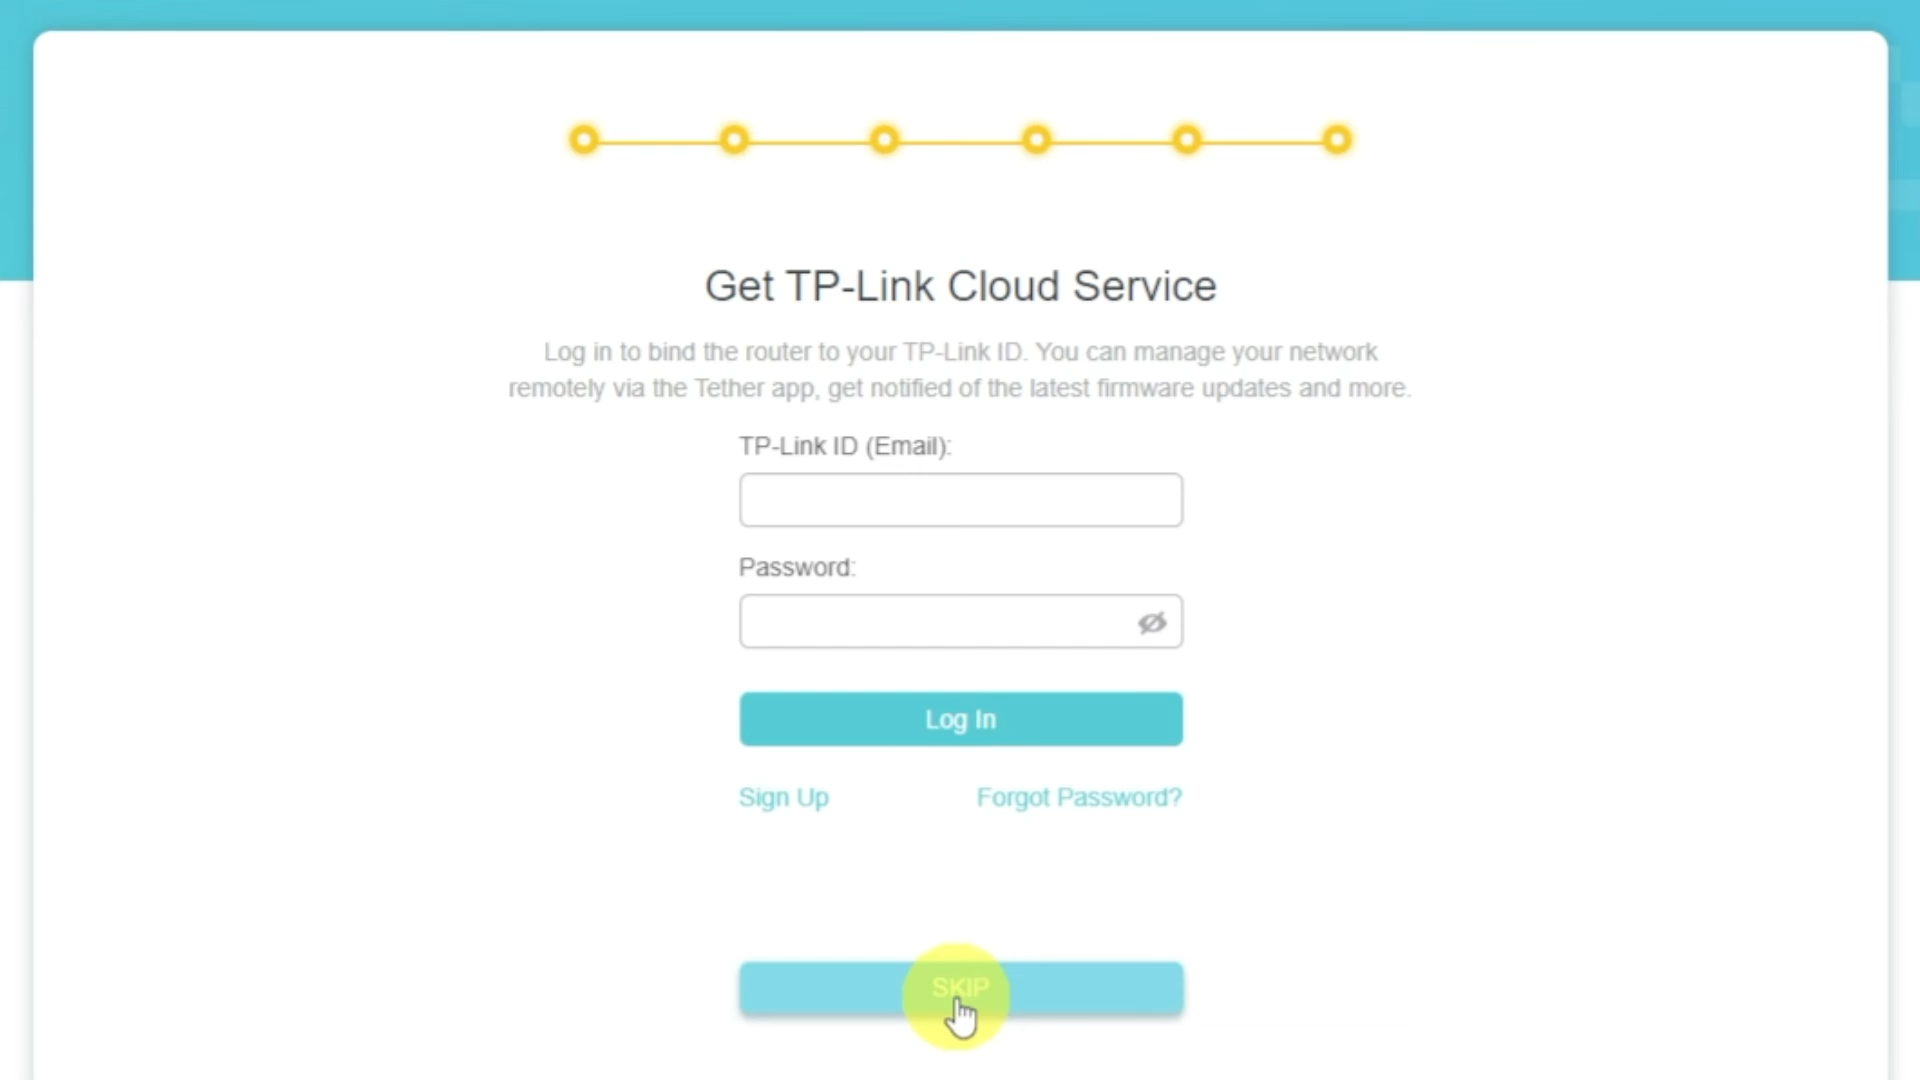 Get TP-Link Cloud Service
Log in to bind the router to your TP-Link ID. You can manage your network
remotely via the Tether app, get notified of the latest firmware updates and more.
TP-Link ID (Email):
Password:
Log In
Sign Up
Forgot Password?
SKIP